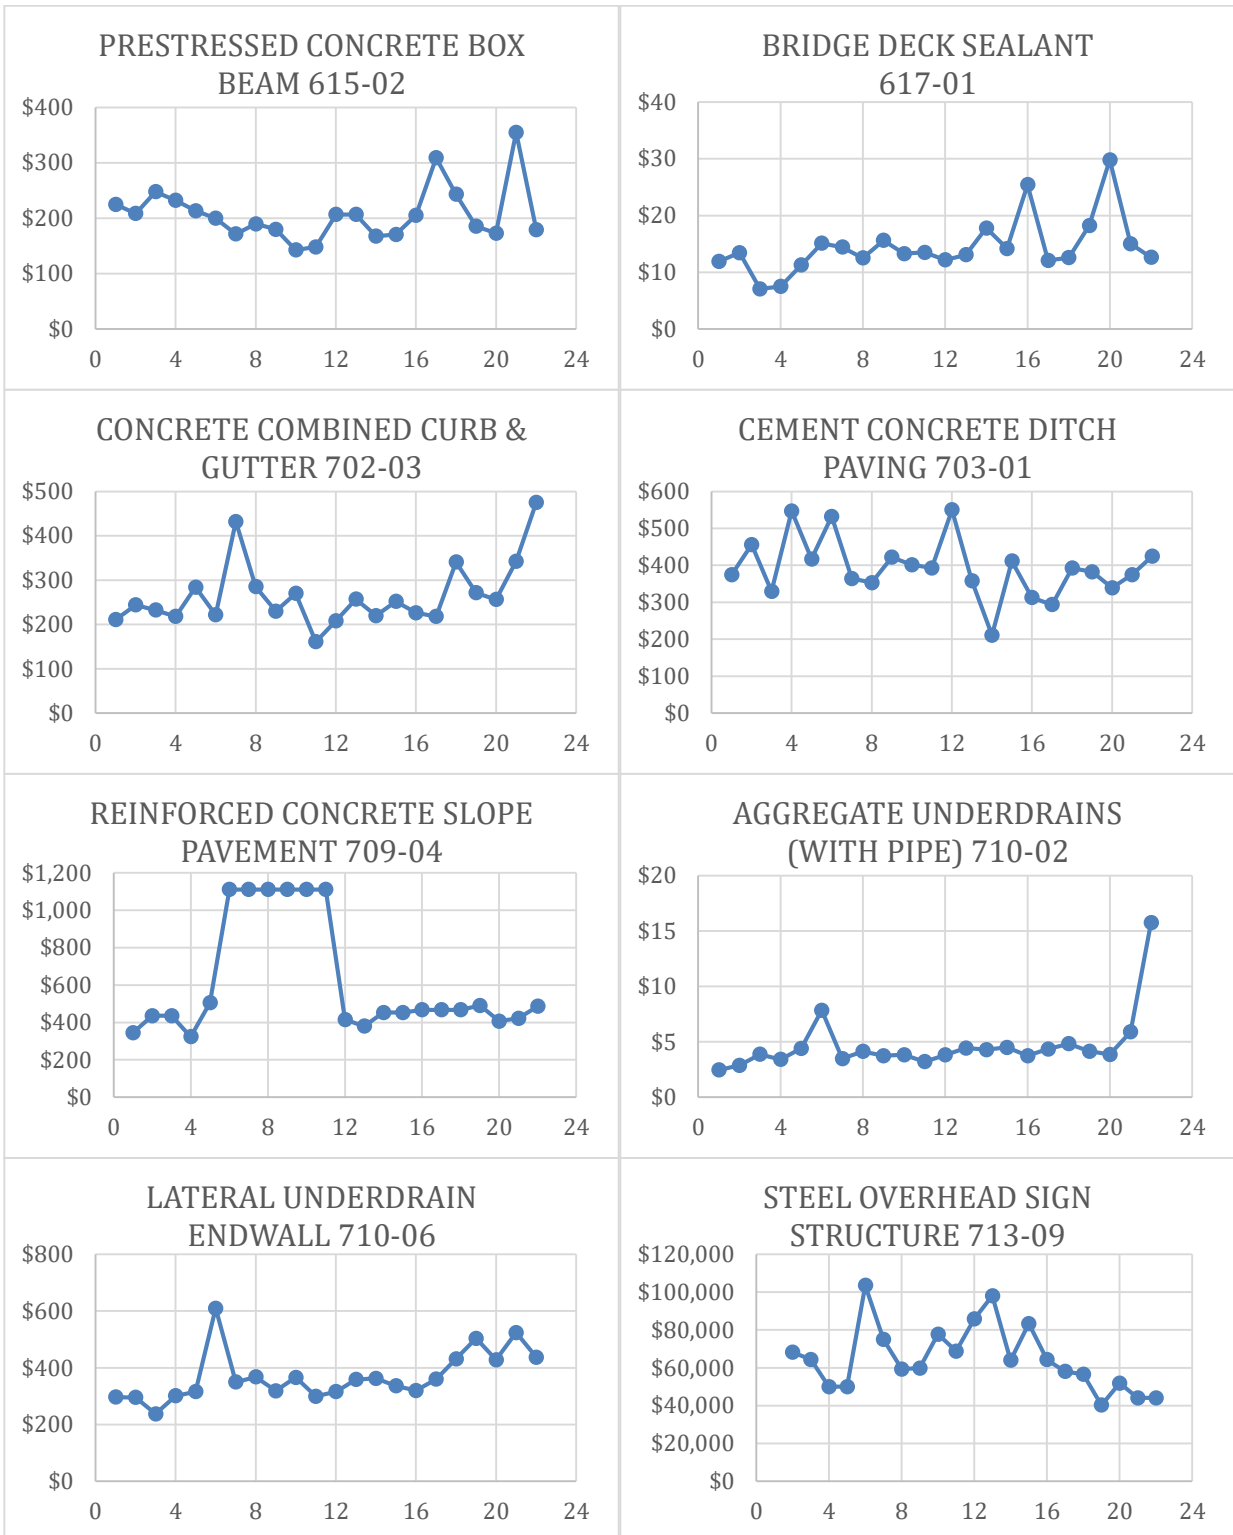 PRESTRESSED CONCRETE BOX
BEAM 615-02
$400
$300
$200
$100
$0
0 4 8 12 16 20 24
BRIDGE DECK SEALANT
617-01
$40
$30
$20
$10
$0
0 4 8 12 16 20 24
CONCRETE COMBINED CURB &
GUTTER 702-03
$500
$400
$300
$200
$100
$0
0 4 8 12 16 20 24
CEMENT CONCRETE DITCH
PAVING 703-01
$600
$500
$400
$300
$200
$100
$0
0 4 8 12 16 20 24
REINFORCED CONCRETE SLOPE
PAVEMENT 709-04
$1,200
$1,000
$800
$600
$400
$200
$0
0 4 8 12 16 20 24
AGGREGATE UNDERDRAINS
(WITH PIPE) 710-02
$20
$15
$10
$5
$0
0 4 8 12 16 20 24
LATERAL UNDERDRAIN
ENDWALL 710-06
$800
$600
$400
$200
$0
0 4 8 12 16 20 24
STEEL OVERHEAD SIGN
STRUCTURE 713-09
$120,000
$100,000
$80,000
$60,000
$40,000
$20,000
$0
0 4 8 12 16 20 24